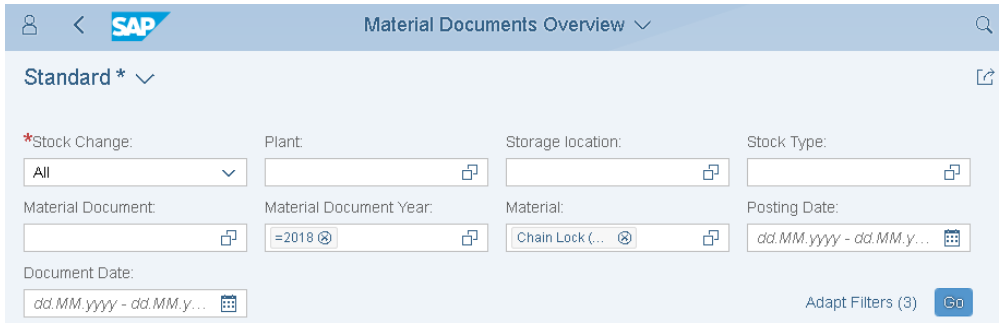 SAP Material Documents Overview
Standard *
*Stock Change: Plant: Storage location: Stock Type:
All
Material Document: Material Document Year: Material: Posting Date:
=2018 Chain Lock (... dd.MM.yyyy - dd.MM.y...
Document Date:
dd.MM.yyyy - dd.MM.y... Adapt Filters (3) Go